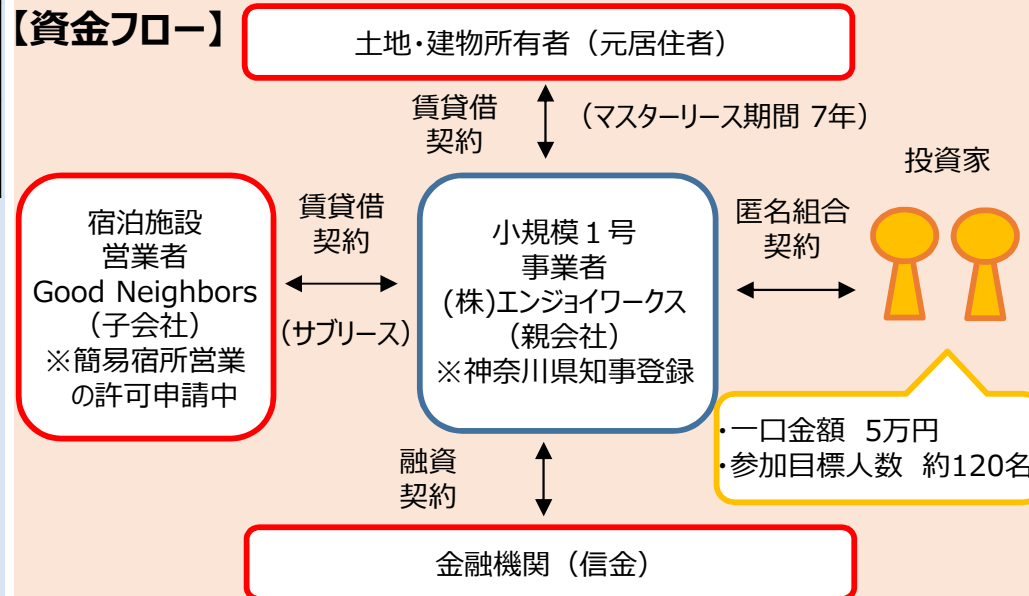 【資金フロー】
土地・建物所有者（元居住者）
賃貸借
契約
（マスターリース期間 7年）
投資家
宿泊施設
営業者
Good Neighbors
（子会社）
※簡易宿所営業
の許可申請中
賃貸借
契約
（サブリース）
小規模１号
事業者
(株)エンジョイワークス
（親会社）
※神奈川県知事登録
匿名組合
契約
・一口金額 5万円
・参加目標人数 約120名
融資
契約
金融機関（信金）